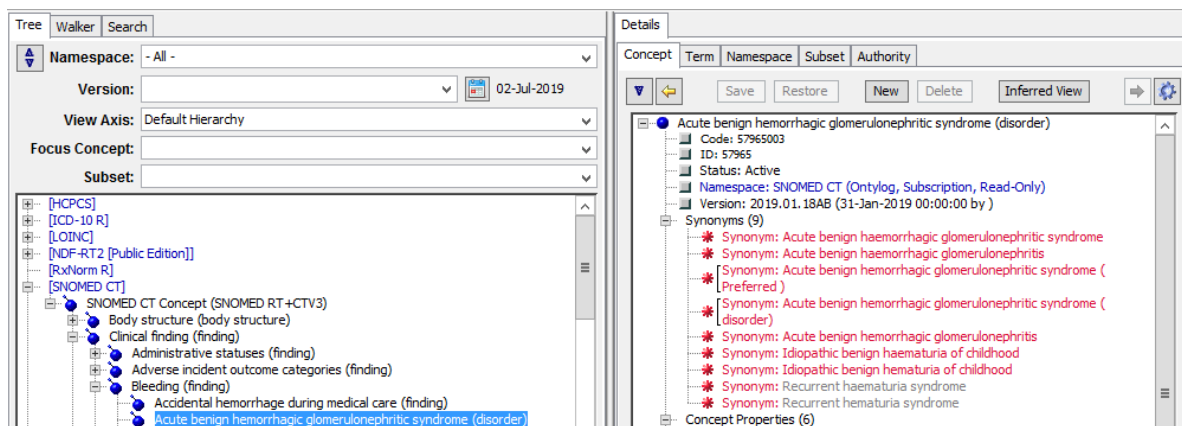 Tree Walker Search
Namespace: - All -
Version: 02-Jul-2019
View Axis: Default Hierarchy
Focus Concept:
Subset:
[HCPCS]
[ICD-10 R]
[LOINC]
[NDF-RT2 [Public Edition]]
[RxNorm R]
[SNOMED CT]
SNOMED CT Concept (SNOMED RT+CTV3)
Body structure (body structure)
Clinical finding (finding)
Administrative statuses (finding)
Adverse incident outcome categories (finding)
Bleeding (finding)
Accidental hemorrhage during medical care (finding)
Acute benign hemorrhagic glomerulonephritic syndrome (disorder)
Details
Concept Term Namespace Subset Authority
Save Restore New Delete Inferred View
Acute benign hemorrhagic glomerulonephritic syndrome (disorder)
Code: 57965003
ID: 57965
Status: Active
Namespace: SNOMED CT (Ontylog, Subscription, Read-Only)
Version: 2019.01.18AB (31-Jan-2019 00:00:00 by )
Synonyms (9)
Synonym: Acute benign haemorrhagic glomerulonephritic syndrome
Synonym: Acute benign haemorrhagic glomerulonephritis
Synonym: Acute benign hemorrhagic glomerulonephritic syndrome (
Preferred )
Synonym: Acute benign hemorrhagic glomerulonephritic syndrome (
disorder)
Synonym: Acute benign hemorrhagic glomerulonephritis
Synonym: Idiopathic benign haematuria of childhood
Synonym: Idiopathic benign hematuria of childhood
Synonym: Recurrent haematuria syndrome
Synonym: Recurrent hematuria syndrome
Concept Properties (6)